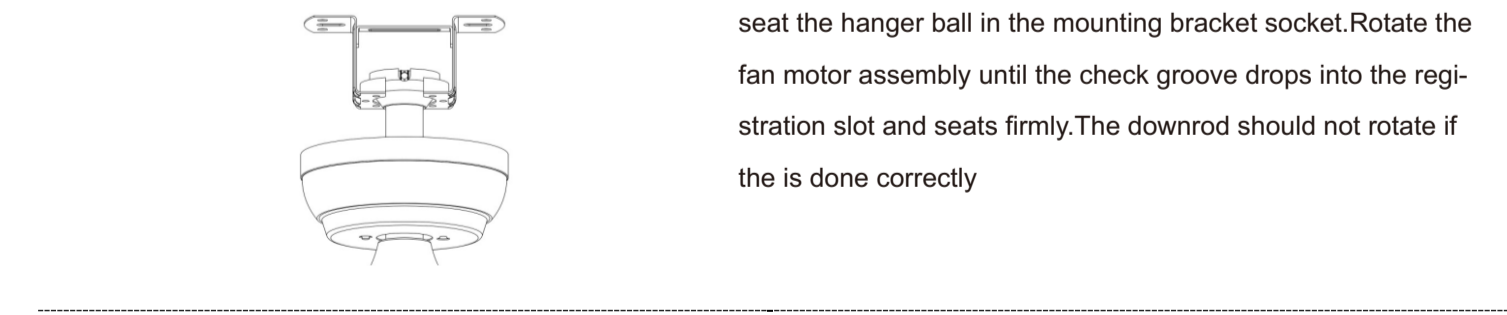 seat the hanger ball in the mounting bracket socket.Rotate the
fan motor assembly until the check groove drops into the regi-
stration slot and seats firmly.The downrod should not rotate if
the is done correctly